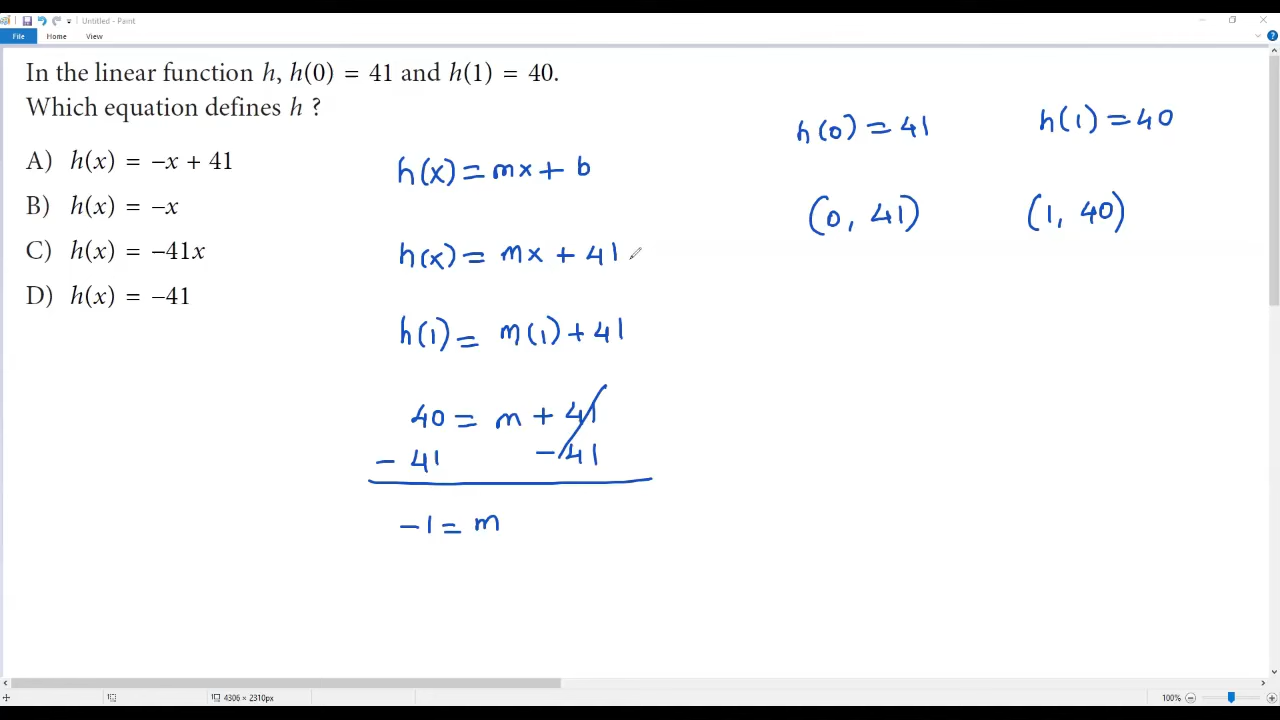 Untitled - Paint
File Home View
In the linear function h, h(0) = 41 and h(1) = 40.
Which equation defines h ?
A) h(x) = −x + 41
B) h(x) = −x
C) h(x) = −41x
D) h(x) = −41
h(x) = mx + b
h(x) = mx + 41
h(1) = m(1) + 41
40 = m + 41
− 41 − 41
−1 = m
h(0) = 41 h(1) = 40
(0, 41) (1, 40)
4306 × 2310px 100%